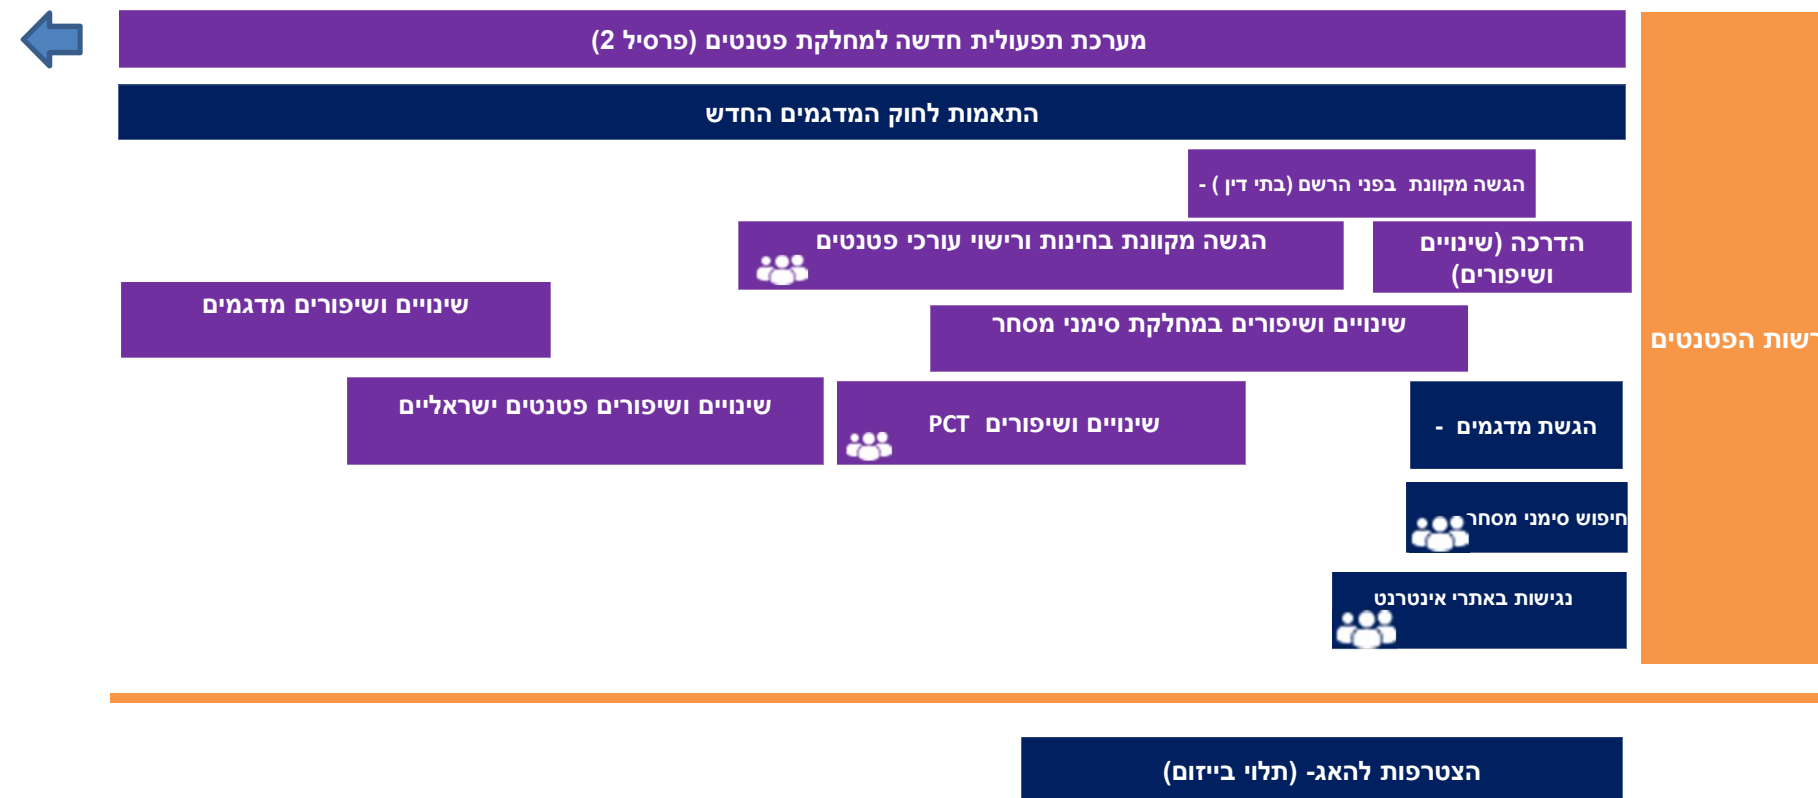 מערכת תפעולית חדשה למחלקת פטנטים (פרסיל 2)
התאמות לחוק המדגמים החדש
הגשה מקוונת בפני הרשם (בתי דין ) -
הדרכה (שינויים
ושיפורים)
הגשה מקוונת בחינות ורישוי עורכי פטנטים
שינויים ושיפורים מדגמים
שינויים ושיפורים במחלקת סימני מסחר
רשות הפטנטים
שינויים ושיפורים פטנטים ישראליים
שינויים ושיפורים PCT
הגשת מדגמים -
חיפוש סימני מסחר
נגישות באתרי אינטרנט
הצטרפות להאג- (תלוי בייזום)